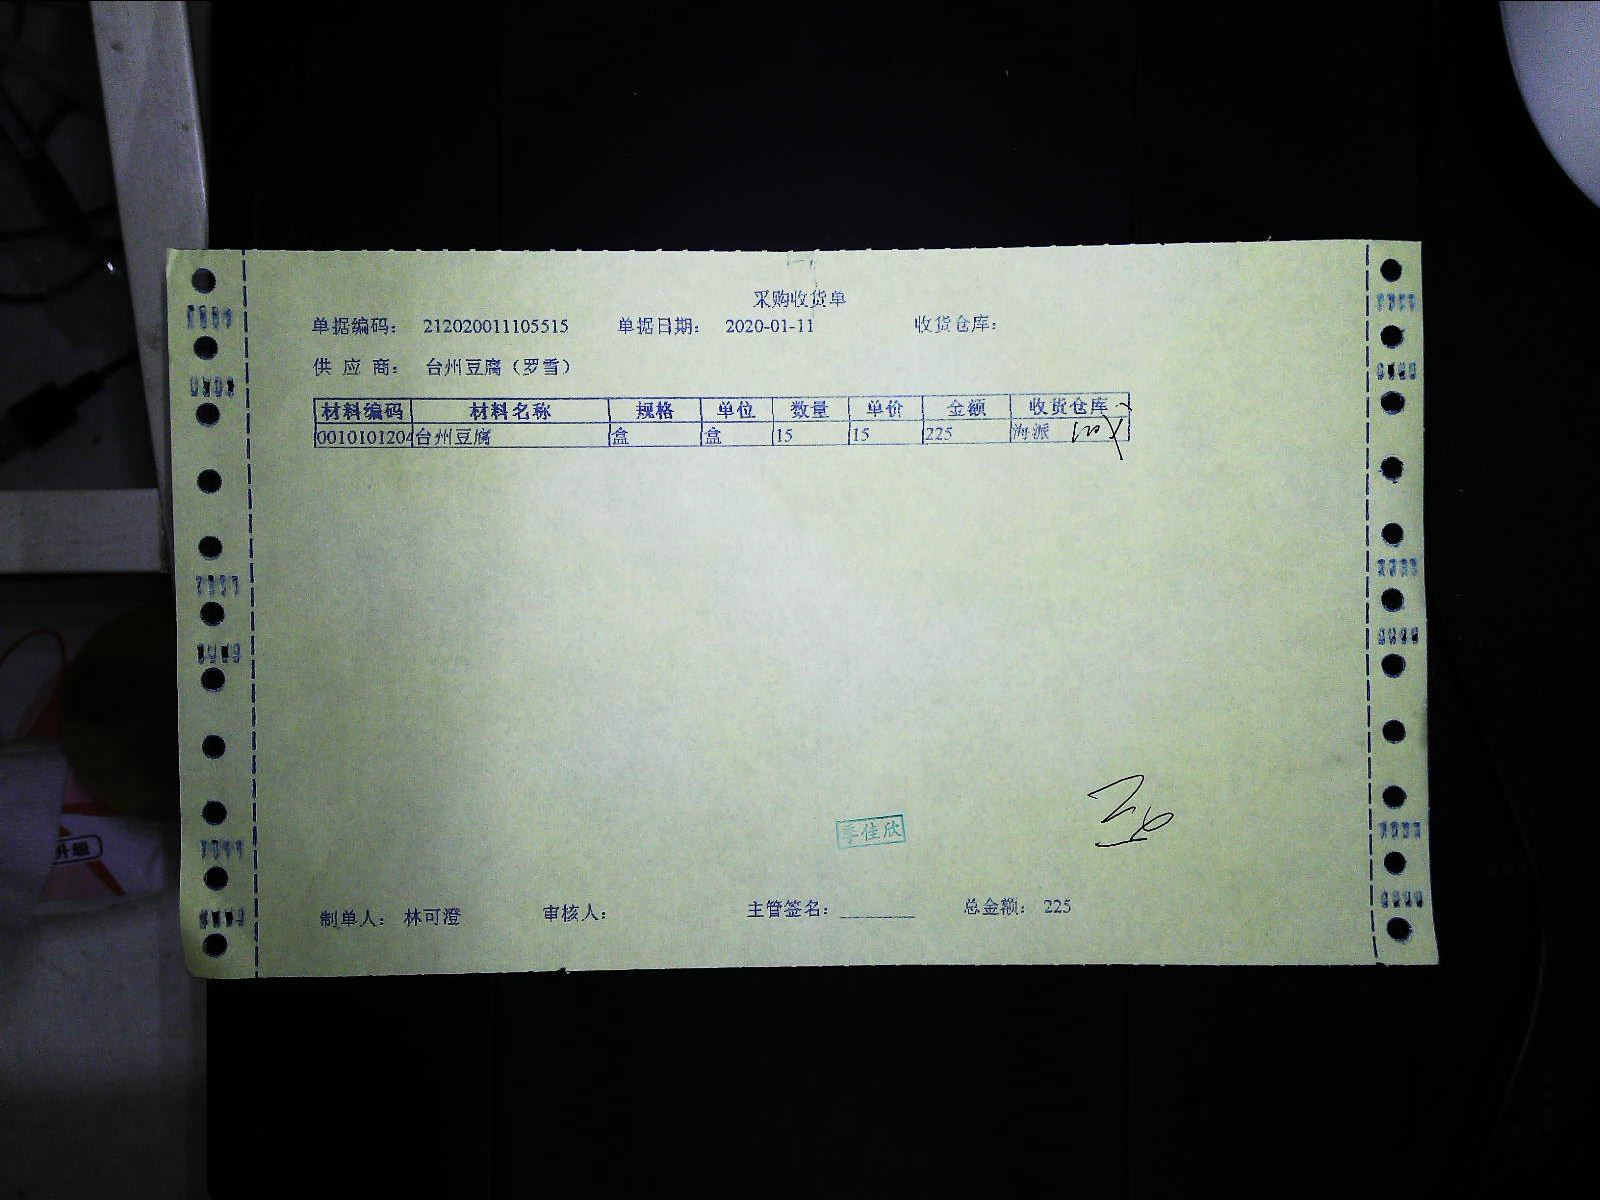 采购收货单
单据编码： 212020011105515 单据日期： 2020-01-11 收货仓库：
供 应 商： 台州豆腐（罗雪）
材料编码 材料名称 规格 单位 数量 单价 金额 收货仓库
0010101204 台州豆腐 盒 盒 15 15 225 海派
季佳欣
制单人： 林可澄 审核人： 主管签名：________ 总金额： 225
升级